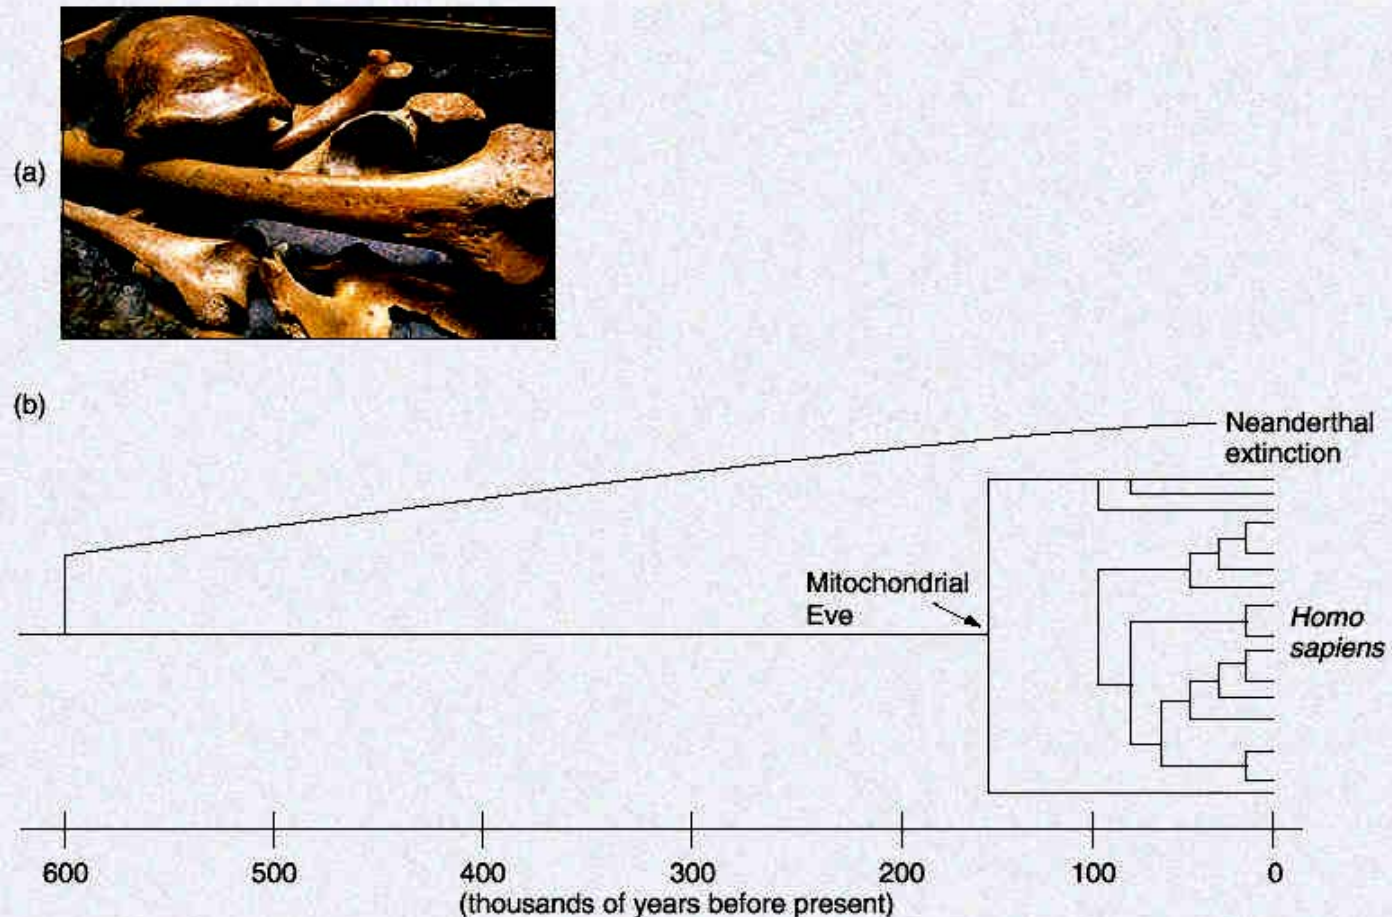 (a)
(b)
Neanderthal
extinction
Mitochondrial
Eve
Homo
sapiens
600 500 400 300 200 100 0
(thousands of years before present)